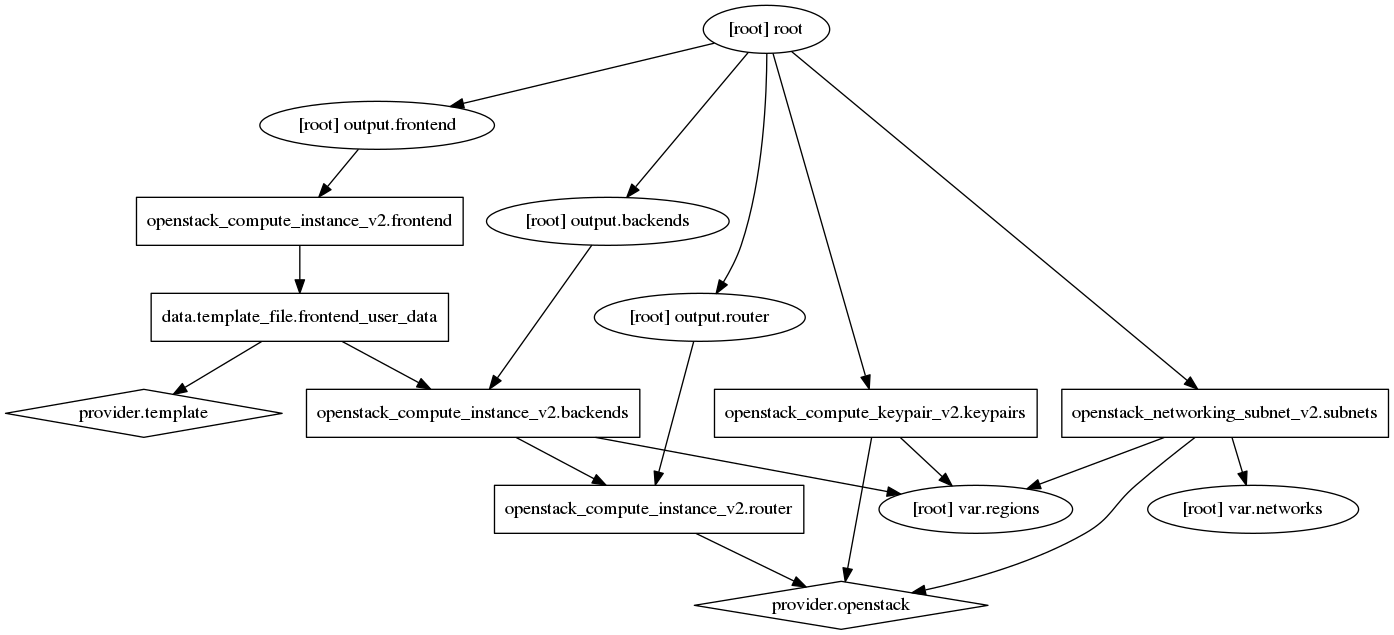 [root] root
[root] output.frontend
openstack_compute_instance_v2.frontend
[root] output.backends
data.template_file.frontend_user_data
[root] output.router
provider.template
openstack_compute_instance_v2.backends
openstack_compute_keypair_v2.keypairs
openstack_networking_subnet_v2.subnets
openstack_compute_instance_v2.router
[root] var.regions
[root] var.networks
provider.openstack